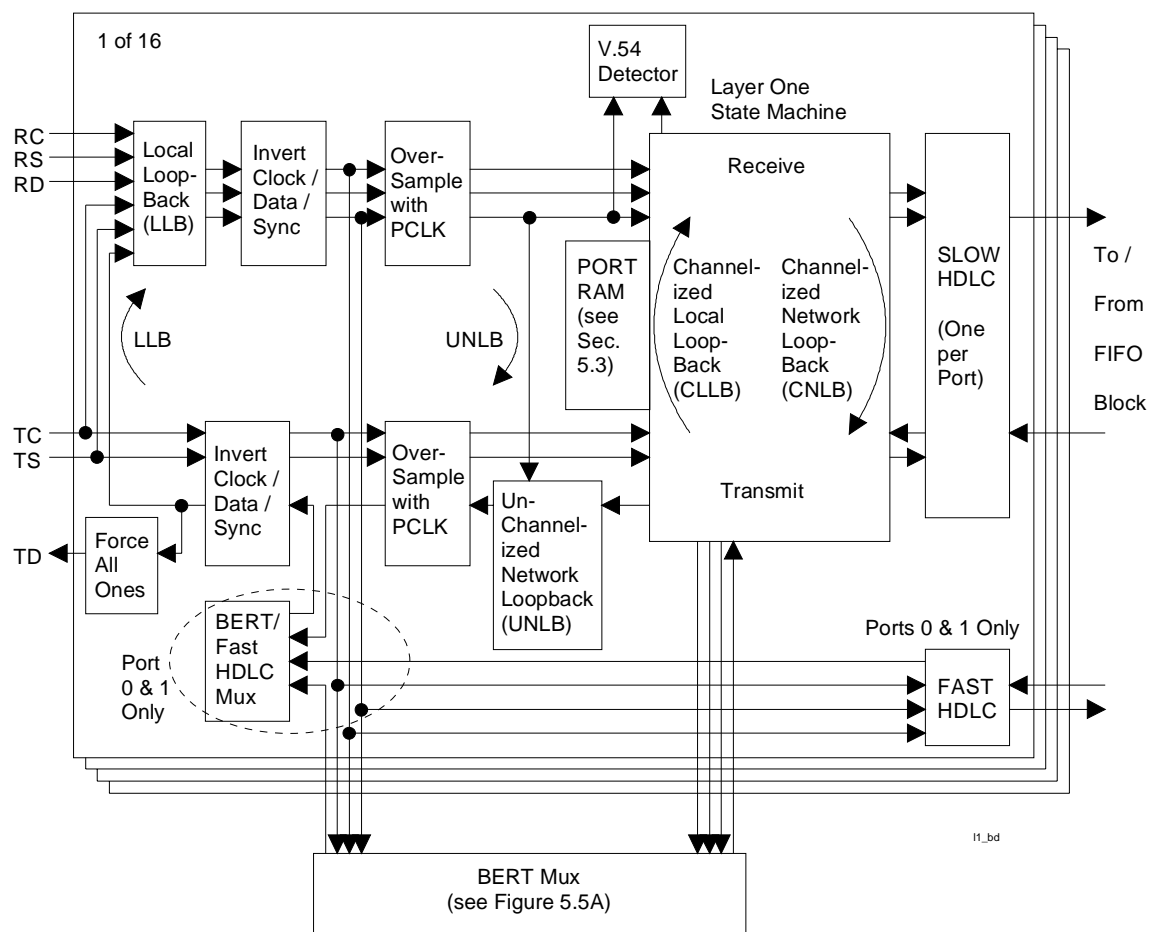 1 of 16
V.54
Detector
Layer One
State Machine
RC
RS
RD
Local
Loop-
Back
(LLB)
Invert
Clock /
Data /
Sync
Over-
Sample
with
PCLK
Receive
SLOW
HDLC
(One
per
Port)
To /
From
FIFO
Block
PORT
RAM
(see
Sec.
5.3)
Channel-
ized
Local
Loop-
Back
(CLLB)
Channel-
ized
Network
Loop-
Back
(CNLB)
LLB
UNLB
TC
TS
TD
Invert
Clock /
Data /
Sync
Over-
Sample
with
PCLK
Un-
Channel-
ized
Network
Loopback
(UNLB)
Transmit
Force
All
Ones
BERT/
Fast
HDLC
Mux
Port
0 & 1
Only
Ports 0 & 1 Only
FAST
HDLC
l1_bd
BERT Mux
(see Figure 5.5A)